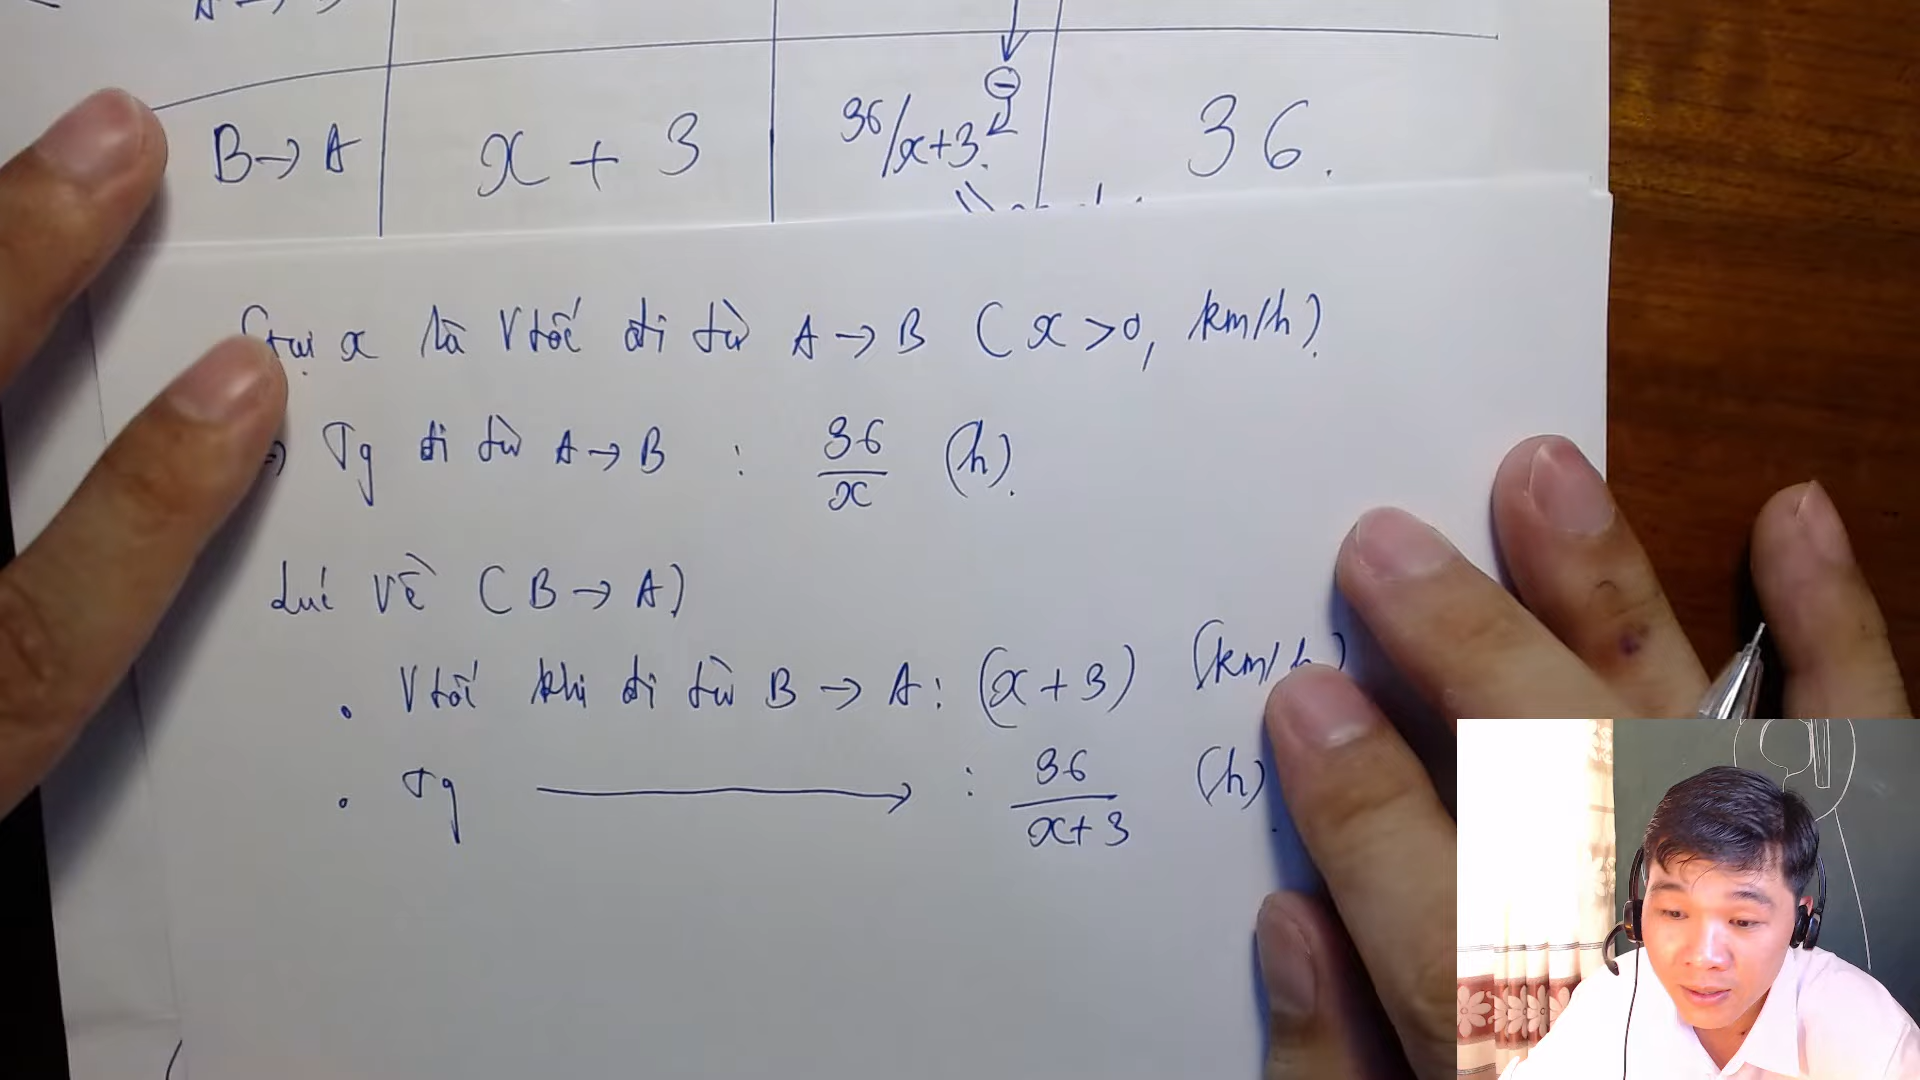 B → A x + 3 36/x+3. 36.
Gọi x là Vtốc đi từ A → B (x > 0, km/h).
=> Tg đi từ A → B : 36/x (h).
Lúc về (B → A)
• Vtốc khi đi từ B → A : (x + 3) (km/h)
• Tg ⟶ : 36/x+3 (h)